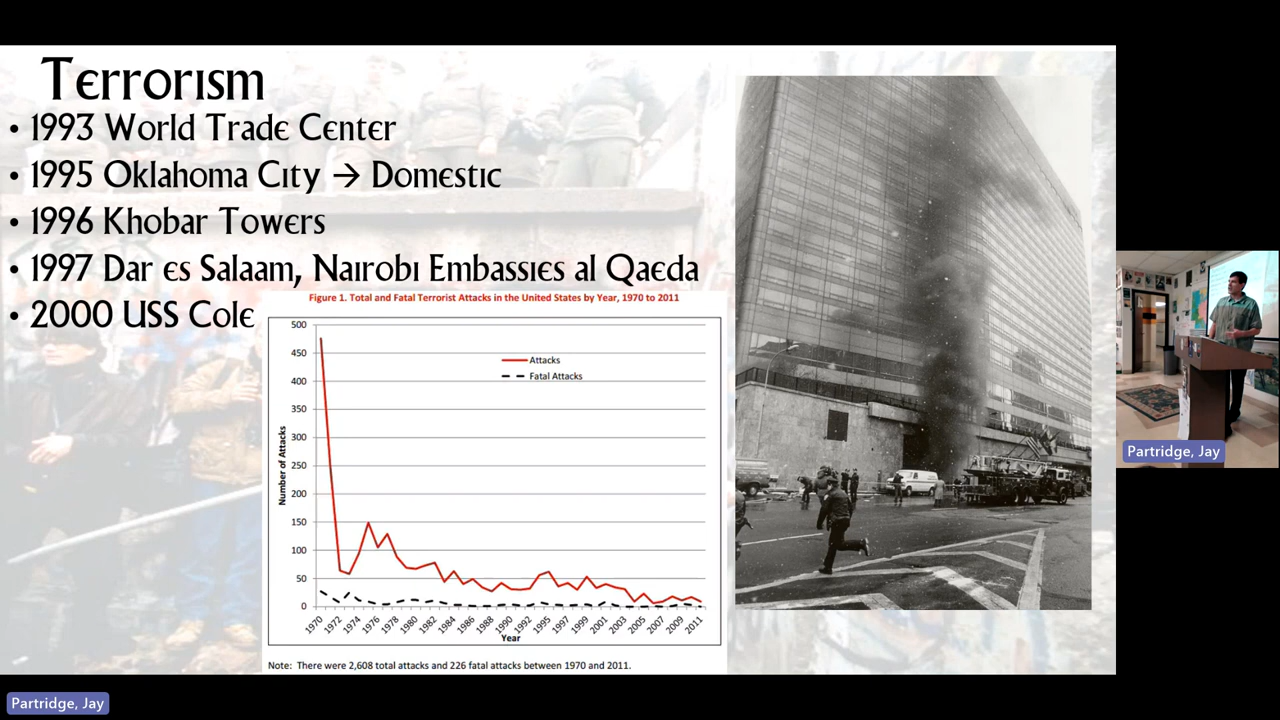 Terrorism
• 1993 World Trade Center
• 1995 Oklahoma City → Domestic
• 1996 Khobar Towers
• 1997 Dar es Salaam, Nairobi Embassies al Qaeda
• 2000 USS Cole
Figure 1. Total and Fatal Terrorist Attacks in the United States by Year, 1970 to 2011
500
450
400
350
300
250
200
150
100
50
0
Number of Attacks
Attacks
Fatal Attacks
1970
1972
1974
1976
1978
1980
1982
1984
1986
1988
1990
1992
1995
1997
1999
2001
2003
2005
2007
2009
2011
Year
Note: There were 2,608 total attacks and 226 fatal attacks between 1970 and 2011.
Partridge, Jay
Partridge, Jay